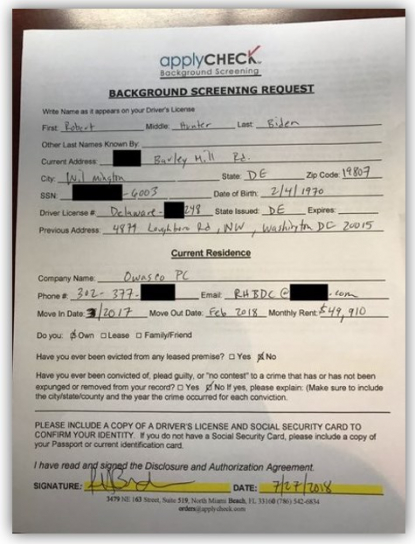 applyCHECK
Background Screening
BACKGROUND SCREENING REQUEST
Write Name as it appears on your Driver's License
First: Robert Middle: Hunter Last: Biden
Other Last Names Known By:
Current Address: Barley Mill Rd.
City: Wilmington State: DE Zip Code: 19807
SSN: -6003 Date of Birth: 2/4/1970
Driver License #: Delaware - 248 State Issued: DE Expires:
Previous Address: 4879 Loughboro Rd, NW, Washington DC 20015
Current Residence
Company Name: Owasco PC
Phone #: 302-377- Email: RHBDC@ .com
Move In Date: 3/2017 Move Out Date: Feb 2018 Monthly Rent: $49,910
Do you: Own Lease Family/Friend
Have you ever been evicted from any leased premise? Yes No
Have you ever been convicted of, plead guilty, or "no contest" to a crime that has or has not been
expunged or removed from your record? Yes No If yes, please explain: (Make sure to include
the city/state/county and the year the crime occurred for each conviction.
PLEASE INCLUDE A COPY OF A DRIVER'S LICENSE AND SOCIAL SECURITY CARD TO
CONFIRM YOUR IDENTITY. If you do not have a Social Security Card, please include a copy of
your Passport or current identification card.
I have read and signed the Disclosure and Authorization Agreement.
SIGNATURE: DATE: 7/27/2018
3479 NE 163 Street, Suite 519, North Miami Beach, FL 33160 (786) 542-6834
orders@applycheck.com